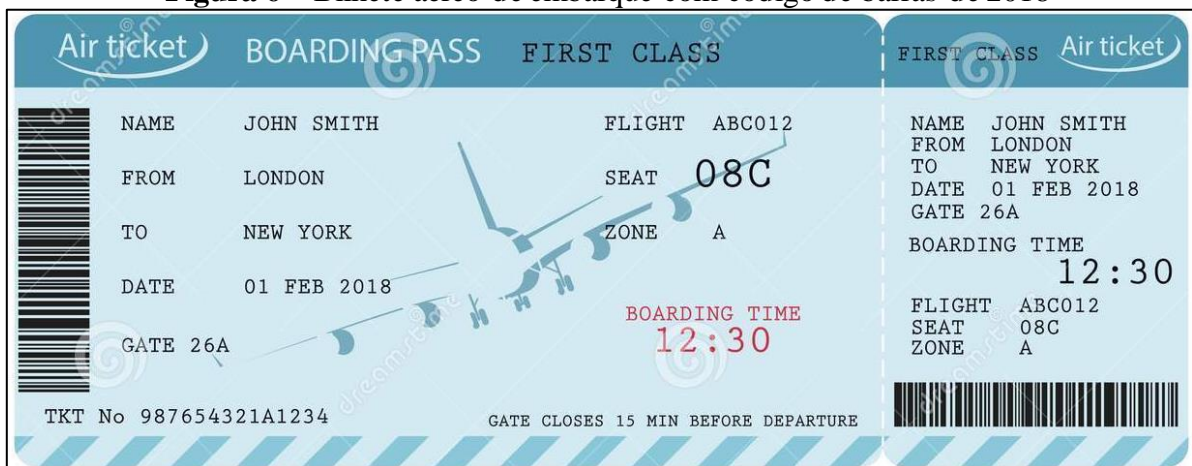 Figura 6 – Bilhete aéreo de embarque com código de barras de 2018
Air ticket BOARDING PASS FIRST CLASS
NAME JOHN SMITH FLIGHT ABC012
FROM LONDON SEAT 08C
TO NEW YORK ZONE A
DATE 01 FEB 2018
BOARDING TIME
12:30
GATE 26A
TKT No 987654321A1234 GATE CLOSES 15 MIN BEFORE DEPARTURE
FIRST CLASS Air ticket
NAME JOHN SMITH
FROM LONDON
TO NEW YORK
DATE 01 FEB 2018
GATE 26A
BOARDING TIME
12:30
FLIGHT ABC012
SEAT 08C
ZONE A
dreamstime
dreamstime
dreamstime
dreamstime